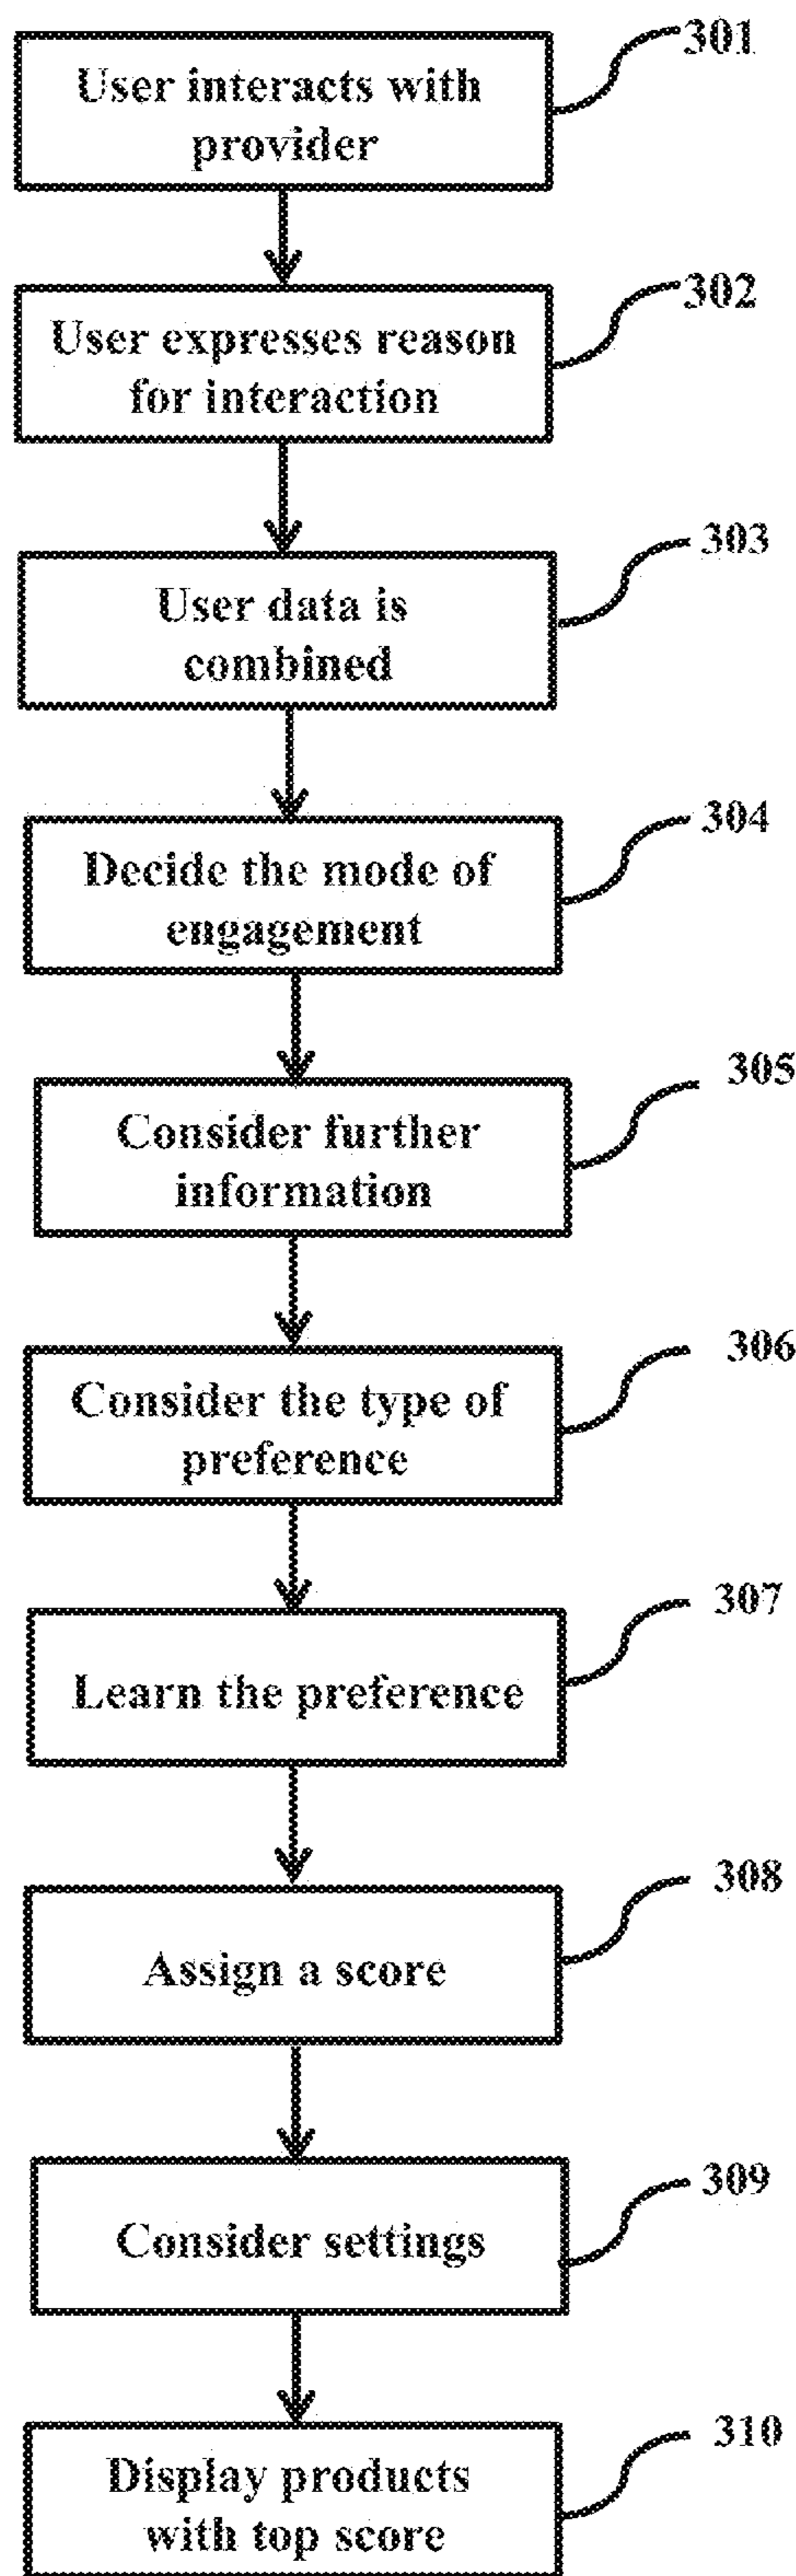 301
User interacts with
provider
302
User expresses reason
for interaction
303
User data is
combined
304
Decide the mode of
engagement
305
Consider further
information
306
Consider the type of
preference
307
Learn the preference
308
Assign a score
309
Consider settings
310
Display products
with top score